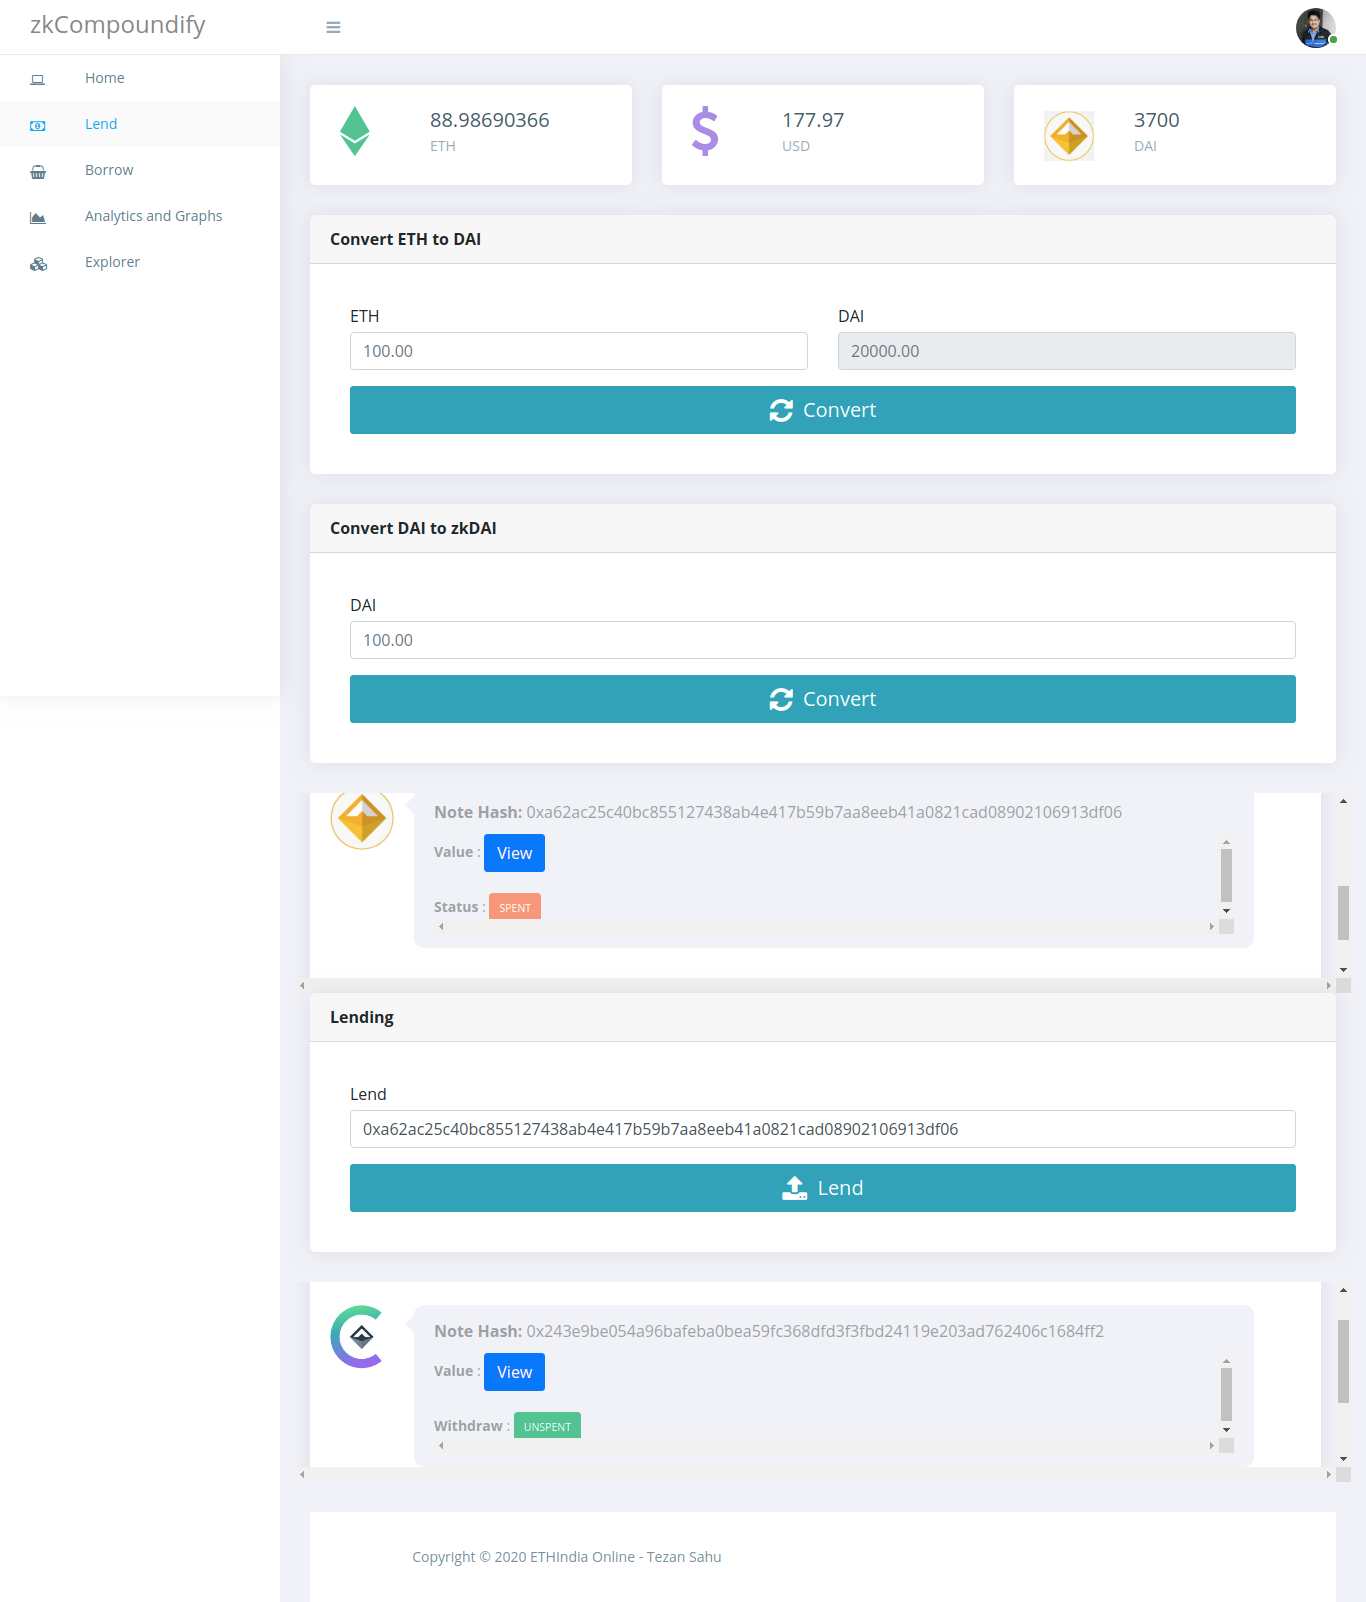 zkCompoundify
Home
Lend
Borrow
Analytics and Graphs
Explorer
88.98690366
ETH
177.97
USD
3700
DAI
Convert ETH to DAI
ETH
DAI
100.00
20000.00
Convert
Convert DAI to zkDAI
DAI
100.00
Convert
Note Hash: 0xa62ac25c40bc855127438ab4e417b59b7aa8eeb41a0821cad08902106913df06
Value : View
Status : SPENT
Lending
Lend
0xa62ac25c40bc855127438ab4e417b59b7aa8eeb41a0821cad08902106913df06
Lend
Note Hash: 0x243e9be054a96bafeba0bea59fc368dfd3f3fbd24119e203ad762406c1684ff2
Value : View
Withdraw : UNSPENT
Copyright © 2020 ETHIndia Online - Tezan Sahu